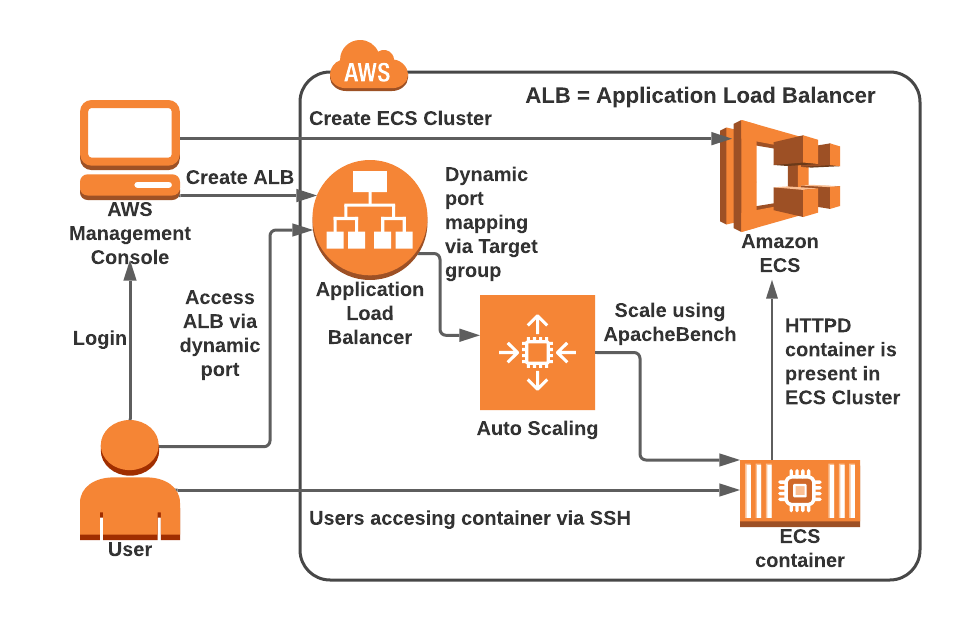 AWS
ALB = Application Load Balancer
Create ECS Cluster
Create ALB
AWS
Management
Console
Dynamic
port
mapping
via Target
group
Amazon
ECS
Application
Load
Balancer
Access
ALB via
dynamic
port
Login
Scale using
ApacheBench
HTTPD
container is
present in
ECS Cluster
Auto Scaling
Users accesing container via SSH
User
ECS
container